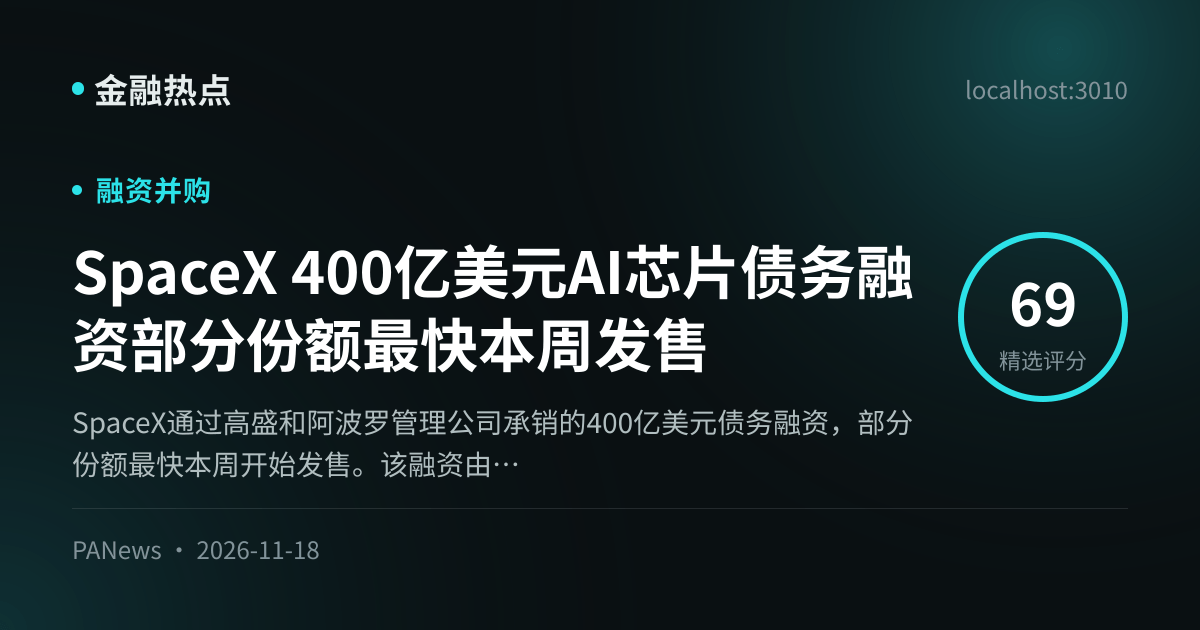 金融热点
localhost:3010
融资并购
SpaceX 400亿美元AI芯片债务融
资部分份额最快本周发售
69
精选评分
SpaceX通过高盛和阿波罗管理公司承销的400亿美元债务融资，部分
份额最快本周开始发售。该融资由…
PANews • 2026-11-18